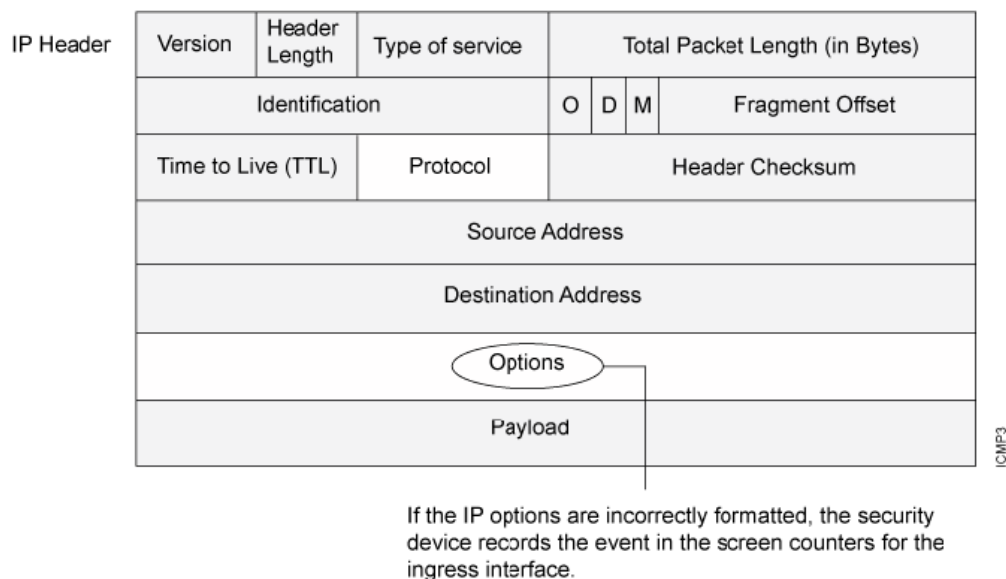 IP Header
Version
Header
Length
Type of service
Total Packet Length (in Bytes)
Identification
O
D
M
Fragment Offset
Time to Live (TTL)
Protocol
Header Checksum
Source Address
Destination Address
Options
Payload
ICMP3
If the IP options are incorrectly formatted, the security
device records the event in the screen counters for the
ingress interface.